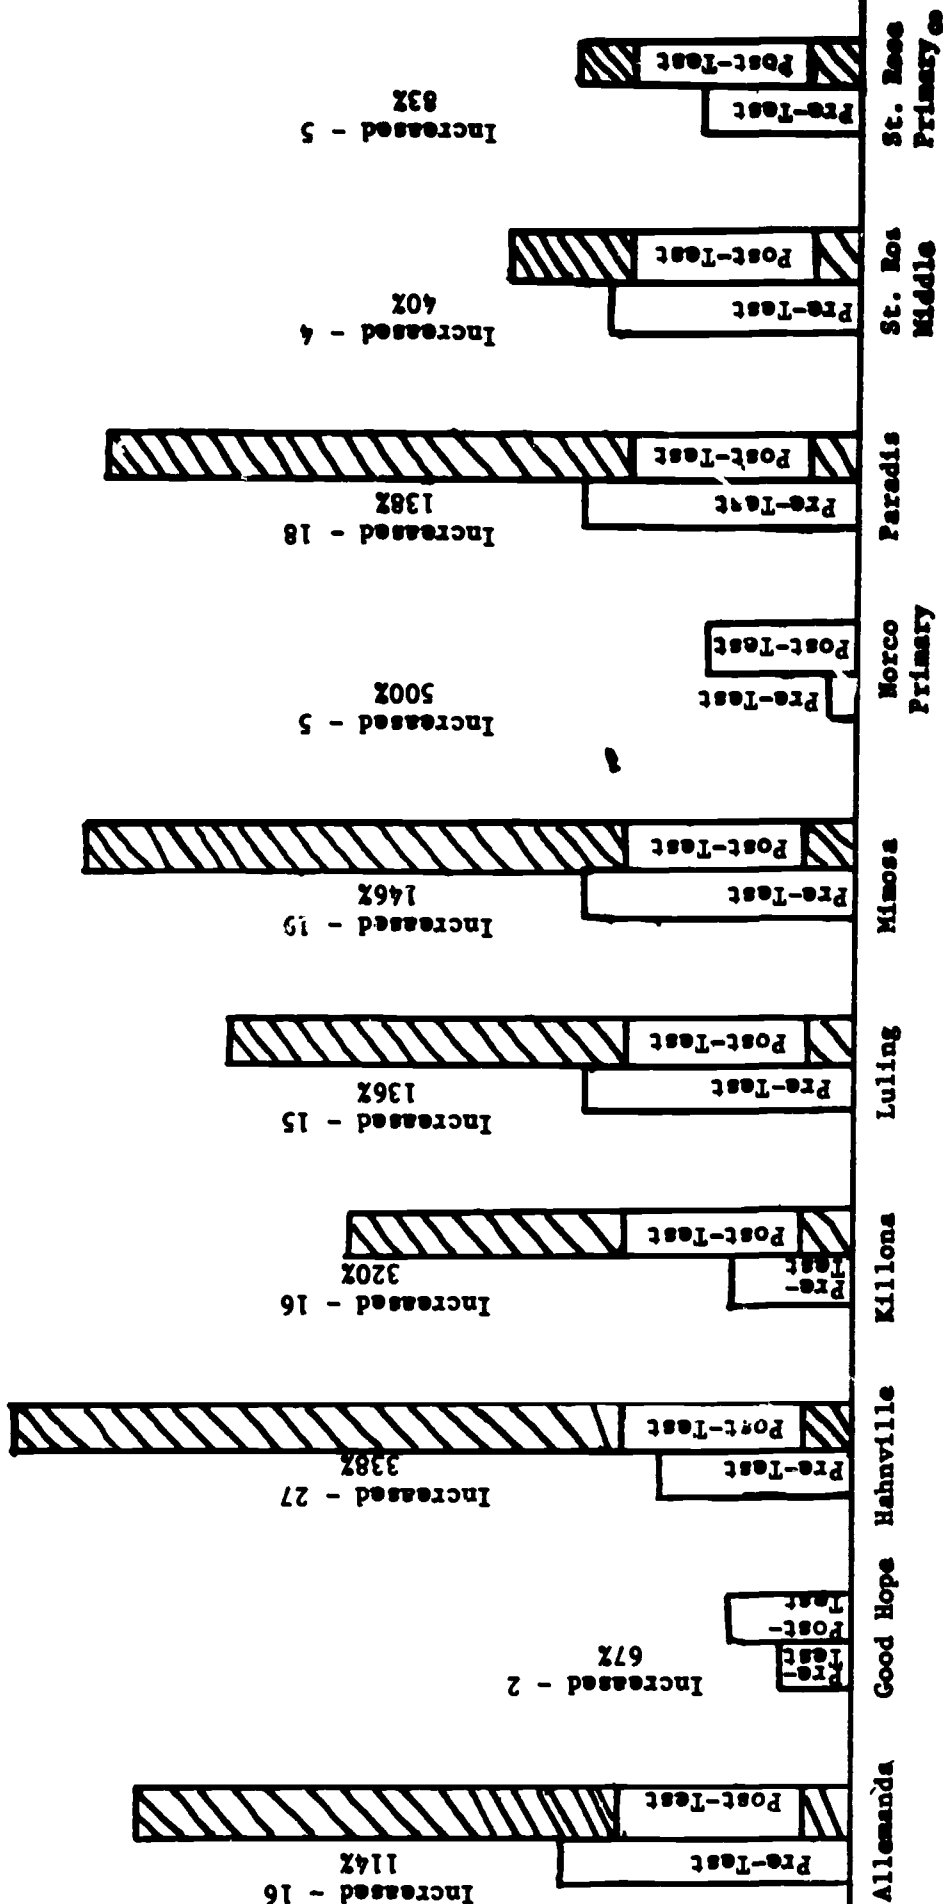 Increased - 16
114%
Pre-Test
Post-Test
Allemanda
Increased - 2
67%
Pre-
Test
Post-
Test
Good Hope
Increased - 27
338%
Pre-Test
Post-Test
Hahnville
Increased - 16
320%
Pre-
Test
Post-Test
Killona
Increased - 15
136%
Pre-Test
Post-Test
Luling
Increased - 19
146%
Pre-Test
Post-Test
Mimosa
Increased - 5
500%
Pre-Test
Post-Test
Norco
Primary
Increased - 18
138%
Pre-Test
Post-Test
Paradis
Increased - 4
40%
Pre-Test
Post-Test
St. Ros
Middle
Increased - 5
83%
Pre-Test
Post-Test
St. Rose
Primary